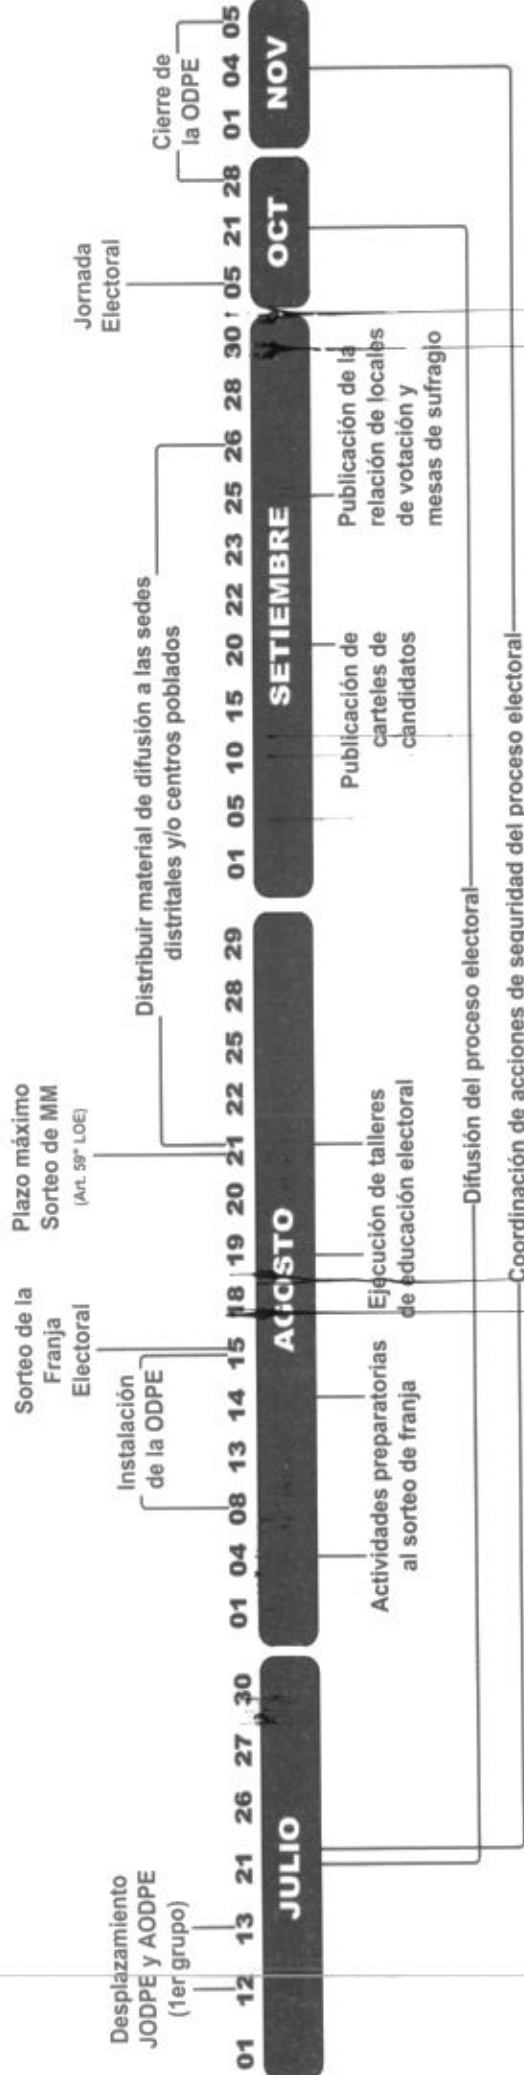 Desplazamiento
JODPE y AODPE
(1er grupo)
Sorteo de la
Franja
Electoral
Instalación
de la ODPE
Plazo máximo
Sorteo de MM
(Art. 59° LOE)
Distribuir material de difusión a las sedes
distritales y/o centros poblados
Jornada
Electoral
Cierre de
la ODPE
01 12 13 21 26 27 30
01 04 08 13 14 15 18 19 20 21 22 25 28 29
01 05 10 15 20 22 23 25 26 28 30
05 21 28
01 04 05
JULIO
AGOSTO
SETIEMBRE
OCT
NOV
Actividades preparatorias
al sorteo de franja
Ejecución de talleres
de educación electoral
Publicación de
carteles de
candidatos
Publicación de la
relación de locales
de votación y
mesas de sufragio
Difusión del proceso electoral
Coordinación de acciones de seguridad del proceso electoral